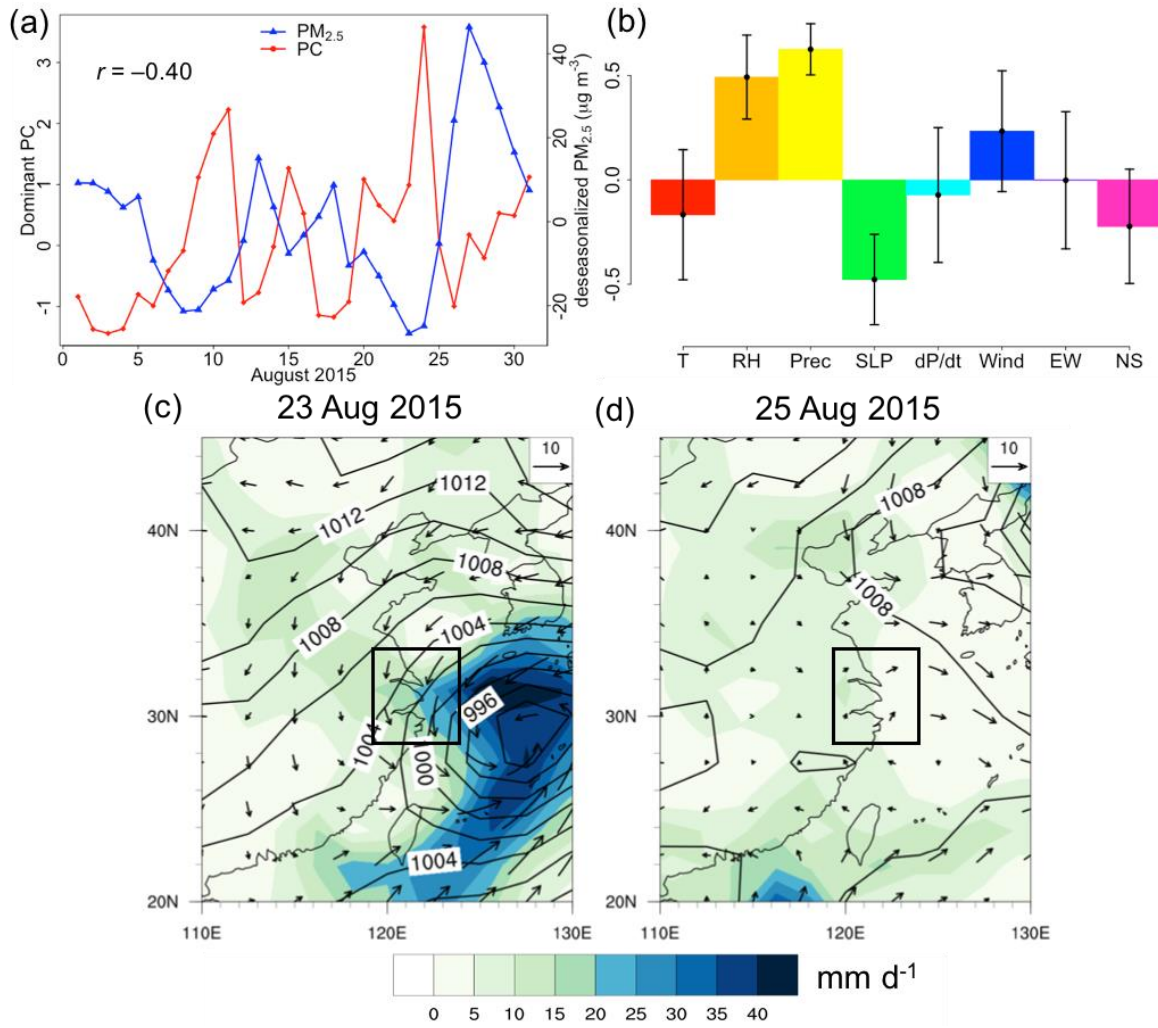 (a)
PM2.5
PC
r = –0.40
Dominant PC
3
2
1
0
-1
deseasonalized PM2.5 (μg m-3)
40
20
0
-20
0 5 10 15 20 25 30
August 2015
(b)
0.5
0.0
-0.5
T RH Prec SLP dP/dt Wind EW NS
(c) 23 Aug 2015
10
1012
1012
1008
1008
1004
996
1004
1000
1004
40N
30N
20N
110E 120E 130E
(d) 25 Aug 2015
10
1008
1008
40N
30N
20N
110E 120E 130E
0 5 10 15 20 25 30 35 40
mm d-1